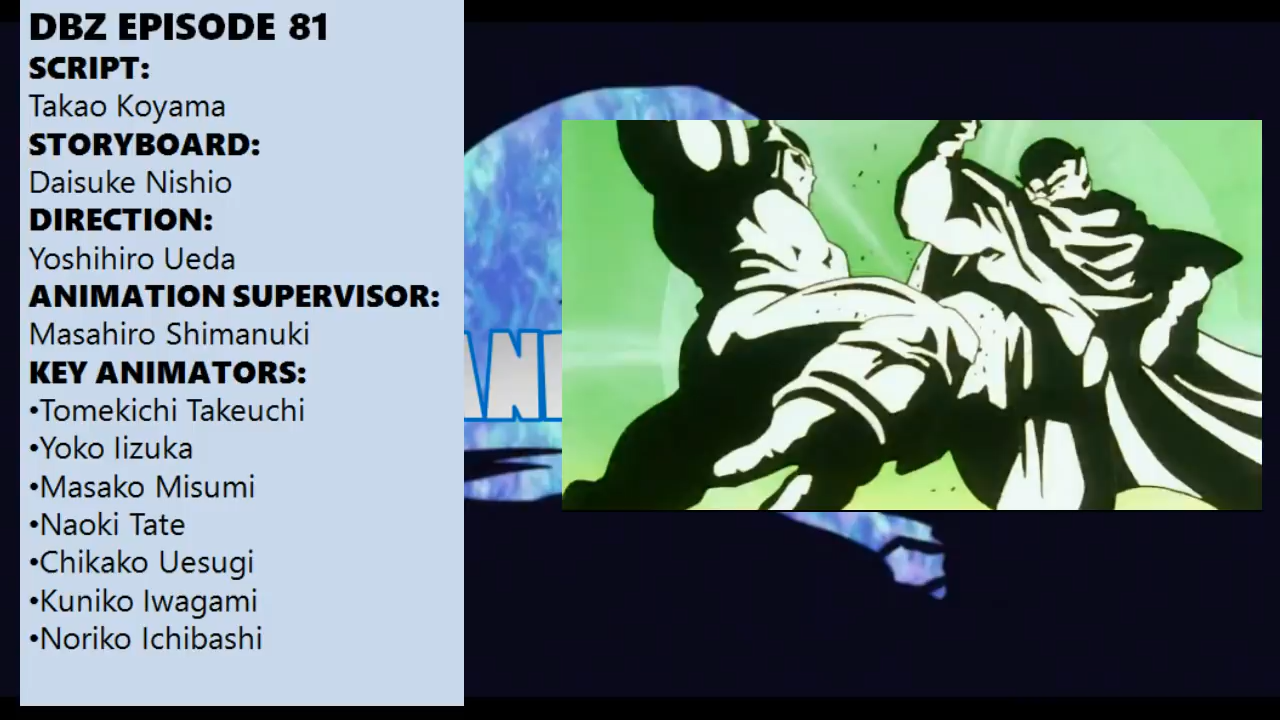 DBZ EPISODE 81
SCRIPT:
Takao Koyama
STORYBOARD:
Daisuke Nishio
DIRECTION:
Yoshihiro Ueda
ANIMATION SUPERVISOR:
Masahiro Shimanuki
KEY ANIMATORS:
•Tomekichi Takeuchi
•Yoko Iizuka
•Masako Misumi
•Naoki Tate
•Chikako Uesugi
•Kuniko Iwagami
•Noriko Ichibashi